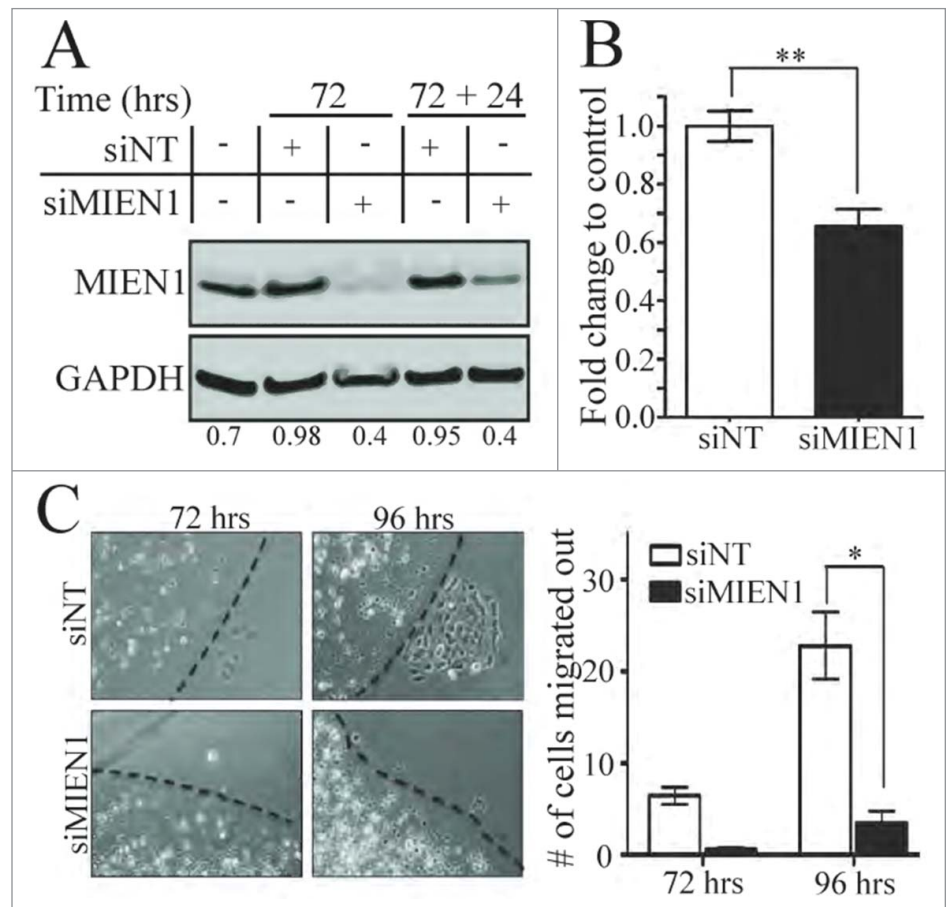 A
Time (hrs) 72 72 + 24
siNT - + - + -
siMIEN1 - - + - +
MIEN1
GAPDH
0.7 0.98 0.4 0.95 0.4
B
**
Fold change to control
1.0
0.8
0.6
0.4
0.2
0.0
siNT siMIEN1
C
72 hrs 96 hrs
siNT
siMIEN1
# of cells migrated out
siNT
siMIEN1
*
30
20
10
0
72 hrs 96 hrs